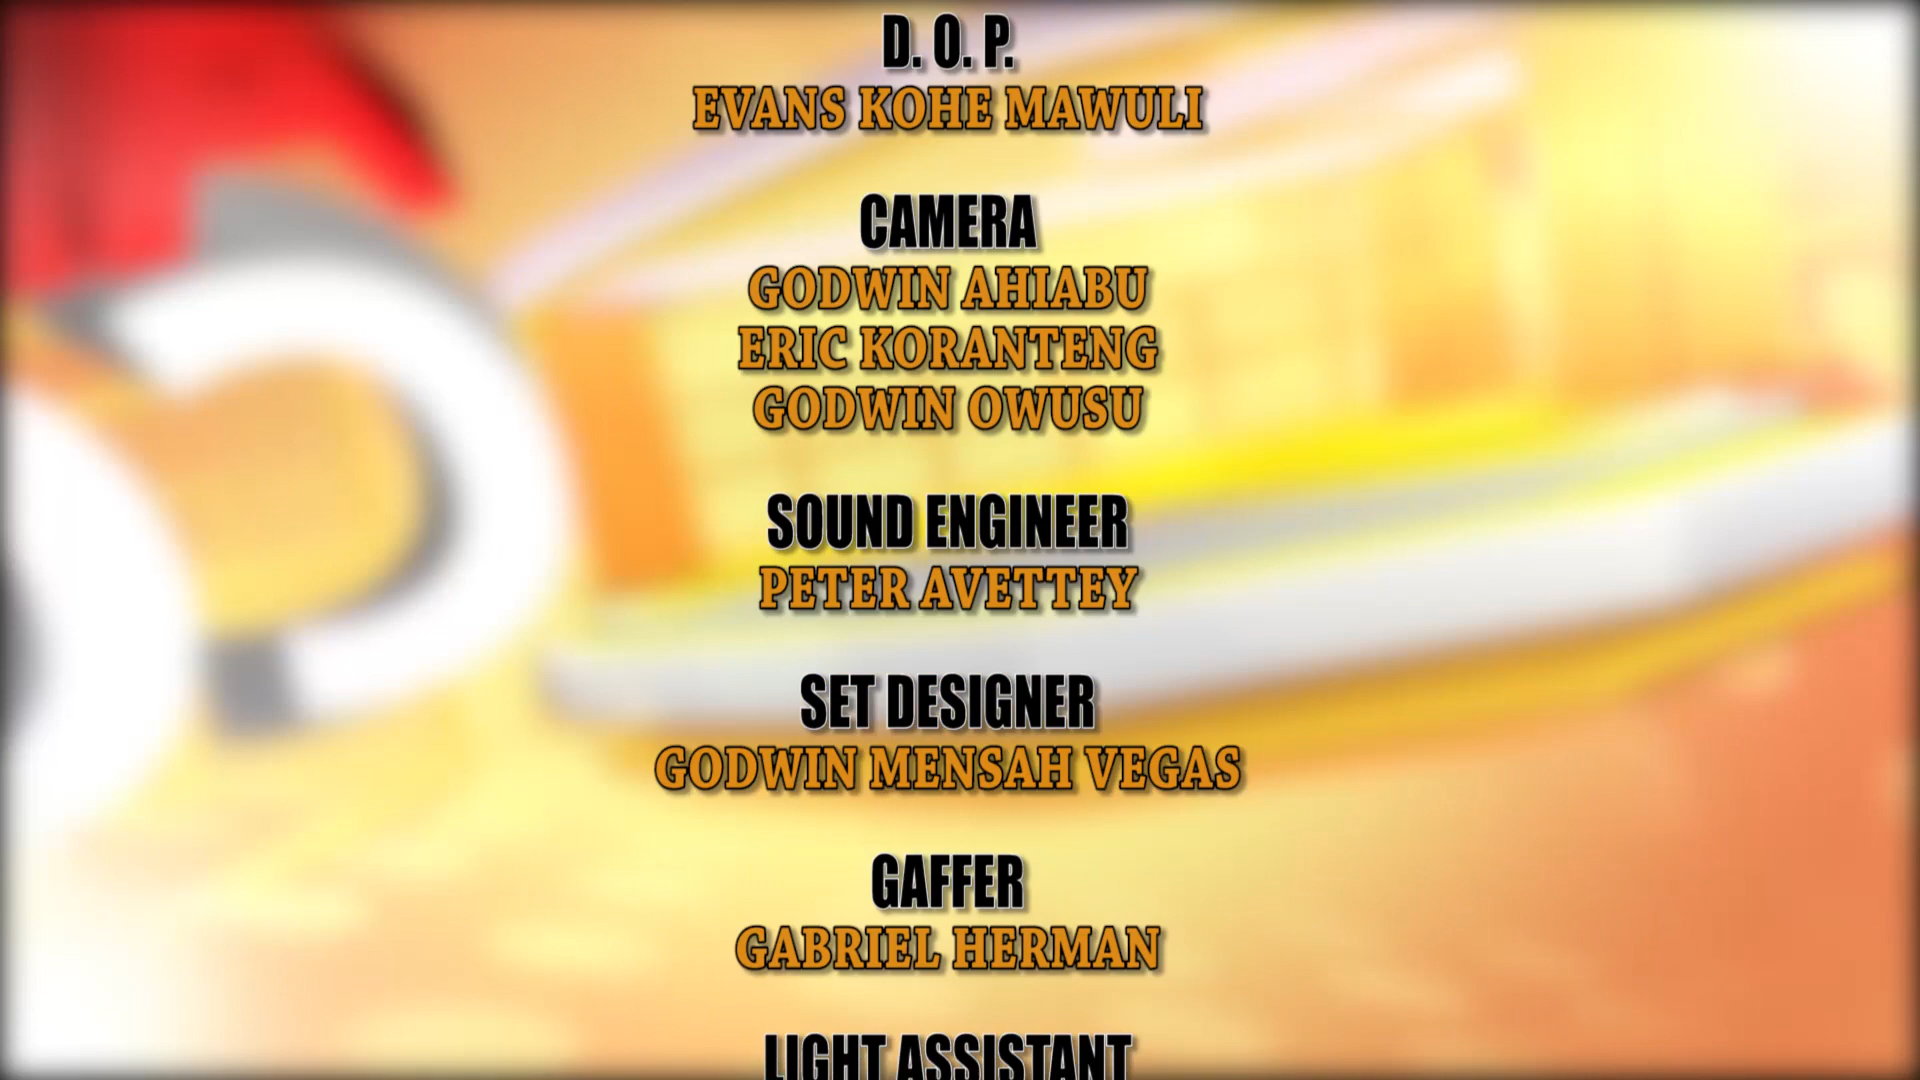 D. O. P.
EVANS KOHE MAWULI
CAMERA
GODWIN AHIABU
ERIC KORANTENG
GODWIN OWUSU
SOUND ENGINEER
PETER AVETTEY
SET DESIGNER
GODWIN MENSAH VEGAS
GAFFER
GABRIEL HERMAN
LIGHT ASSISTANT